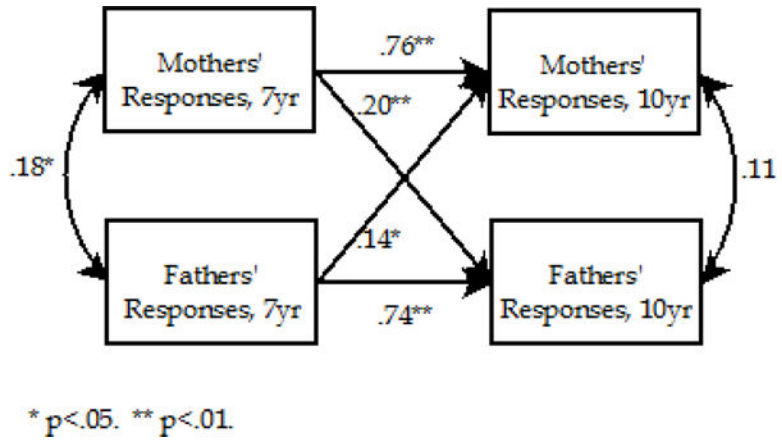 .76**
Mothers'
Responses, 7yr
Mothers'
Responses, 10yr
.20**
.18*
.11
.14*
Fathers'
Responses, 7yr
Fathers'
Responses, 10yr
.74**
* p<.05. ** p<.01.